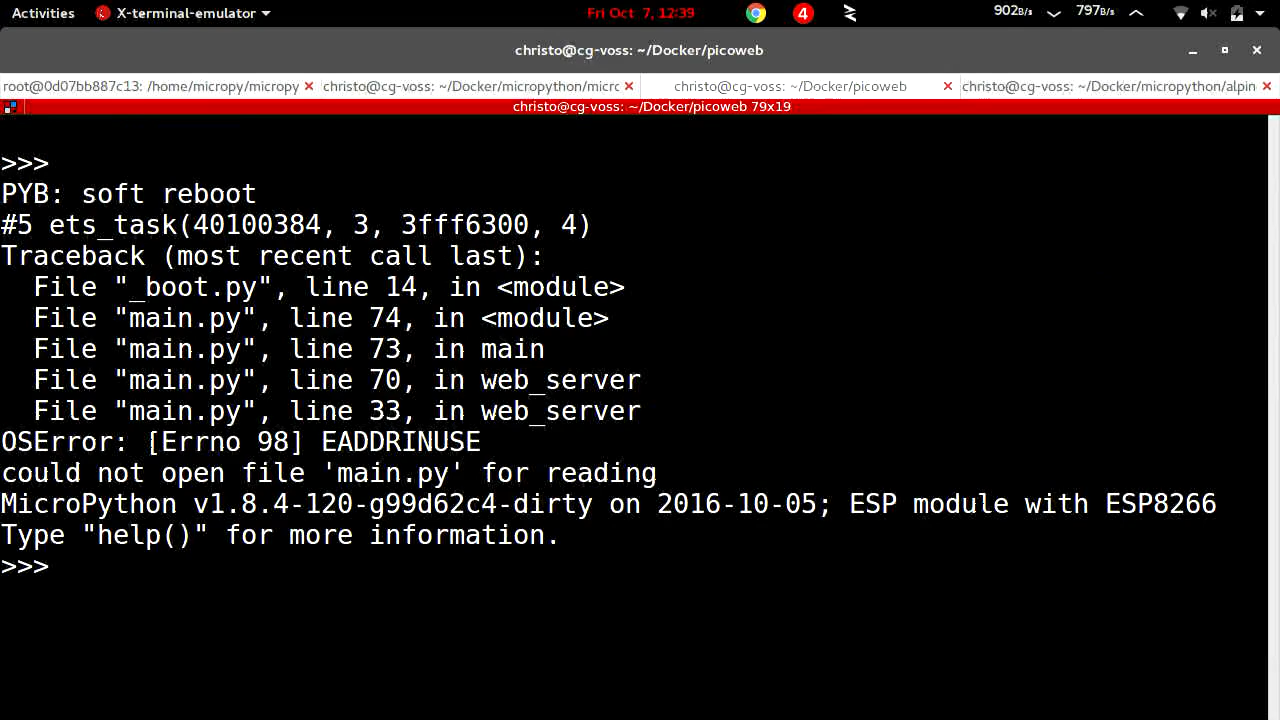 Activities X-terminal-emulator Fri Oct 7, 12:39 4 902B/s 797B/s
christo@cg-voss: ~/Docker/picoweb
root@0d07bb887c13: /home/micropy/micropy christo@cg-voss: ~/Docker/micropython/micro christo@cg-voss: ~/Docker/picoweb christo@cg-voss: ~/Docker/micropython/alpin
christo@cg-voss: ~/Docker/picoweb 79x19
>>>
PYB: soft reboot
#5 ets_task(40100384, 3, 3fff6300, 4)
Traceback (most recent call last):
  File "_boot.py", line 14, in <module>
  File "main.py", line 74, in <module>
  File "main.py", line 73, in main
  File "main.py", line 70, in web_server
  File "main.py", line 33, in web_server
OSError: [Errno 98] EADDRINUSE
could not open file 'main.py' for reading
MicroPython v1.8.4-120-g99d62c4-dirty on 2016-10-05; ESP module with ESP8266
Type "help()" for more information.
>>>